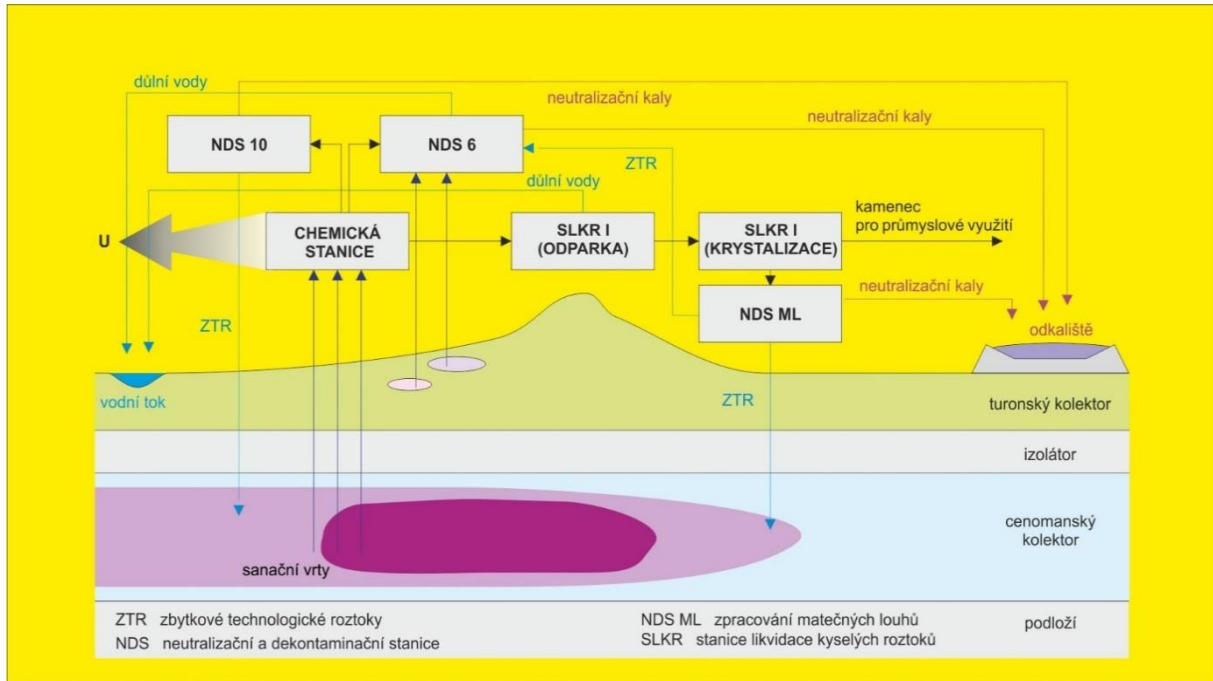 důlní vody
neutralizační kaly
neutralizační kaly
NDS 10
NDS 6
ZTR
důlní vody
U
CHEMICKÁ
STANICE
SLKR I
(ODPARKA)
SLKR I
(KRYSTALIZACE)
kamenec
pro průmyslové využití
neutralizační kaly
NDS ML
ZTR
odkaliště
vodní tok
ZTR
turonský kolektor
izolátor
cenomanský
kolektor
sanační vrty
ZTR zbytkové technologické roztoky
NDS neutralizační a dekontaminační stanice
NDS ML zpracování matečných louhů
SLKR stanice likvidace kyselých roztoků
podloží